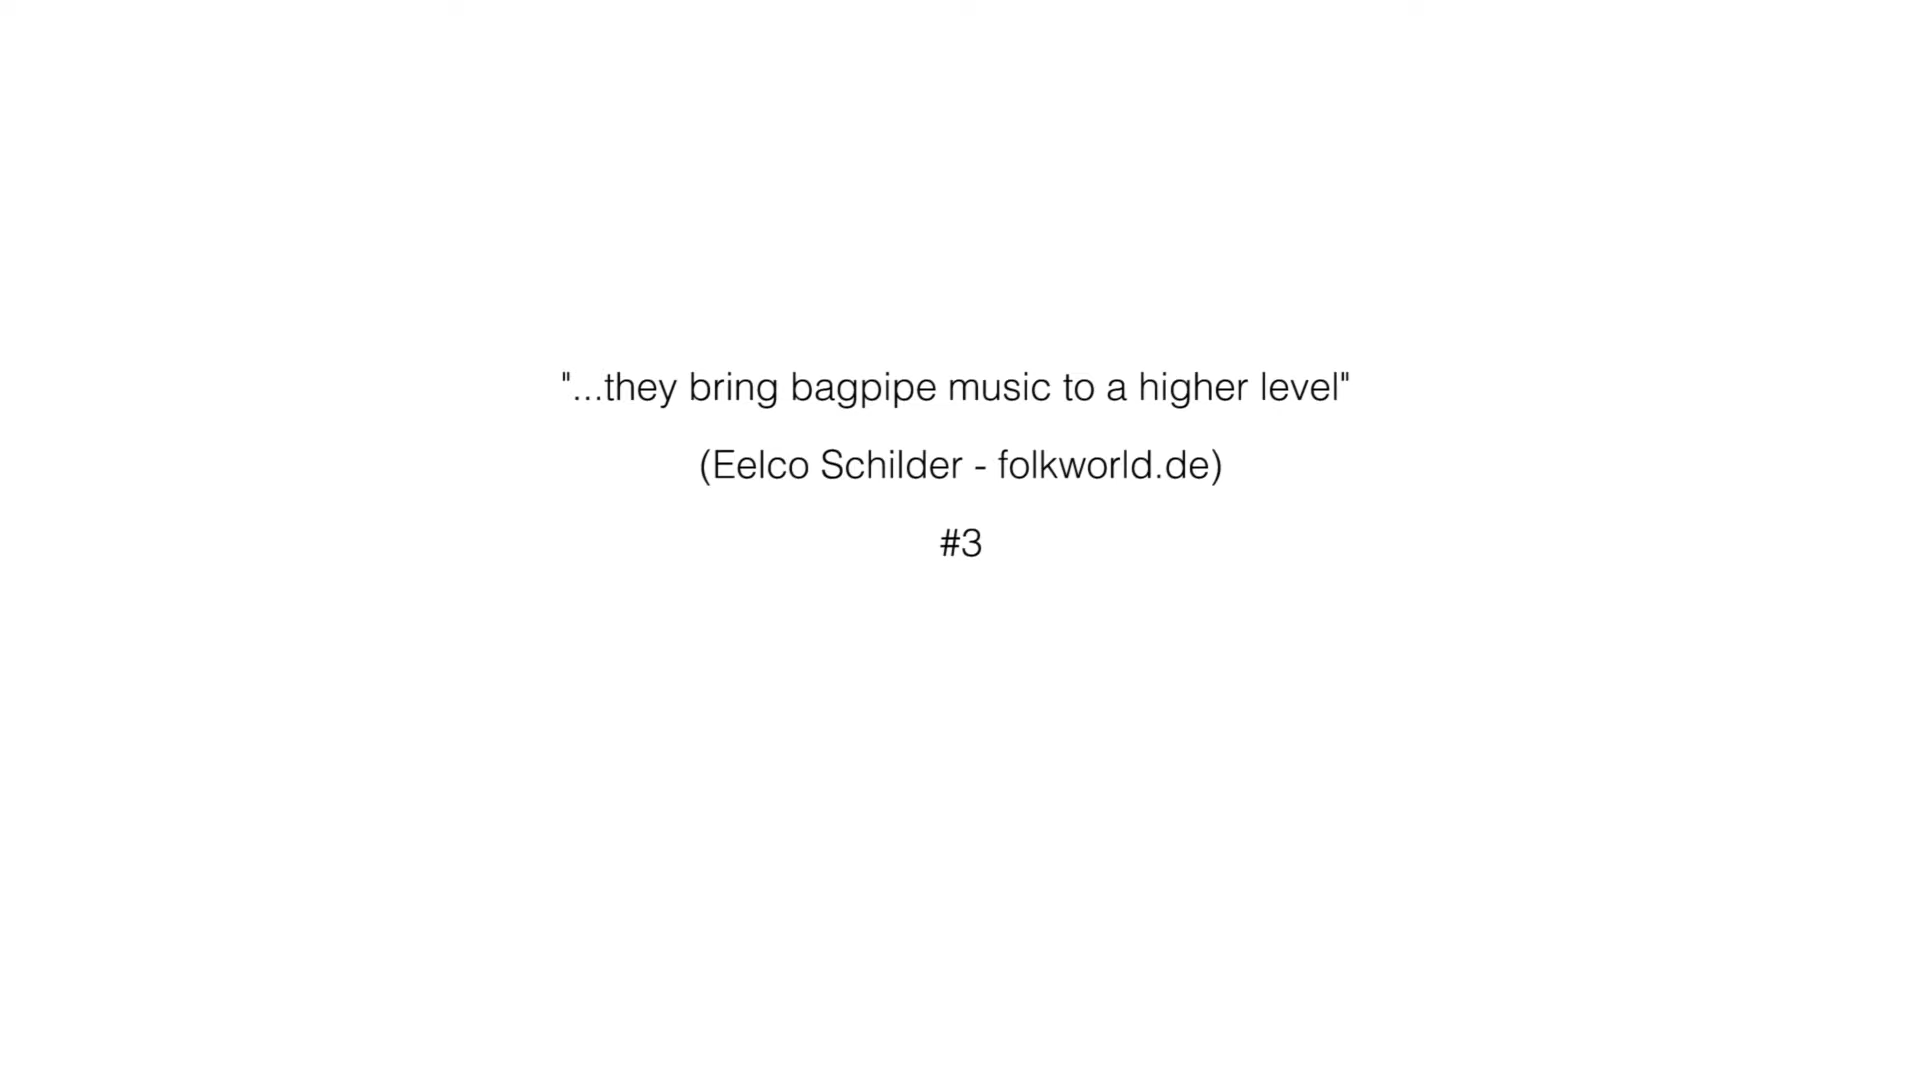 "...they bring bagpipe music to a higher level"
(Eelco Schilder - folkworld.de)
#3